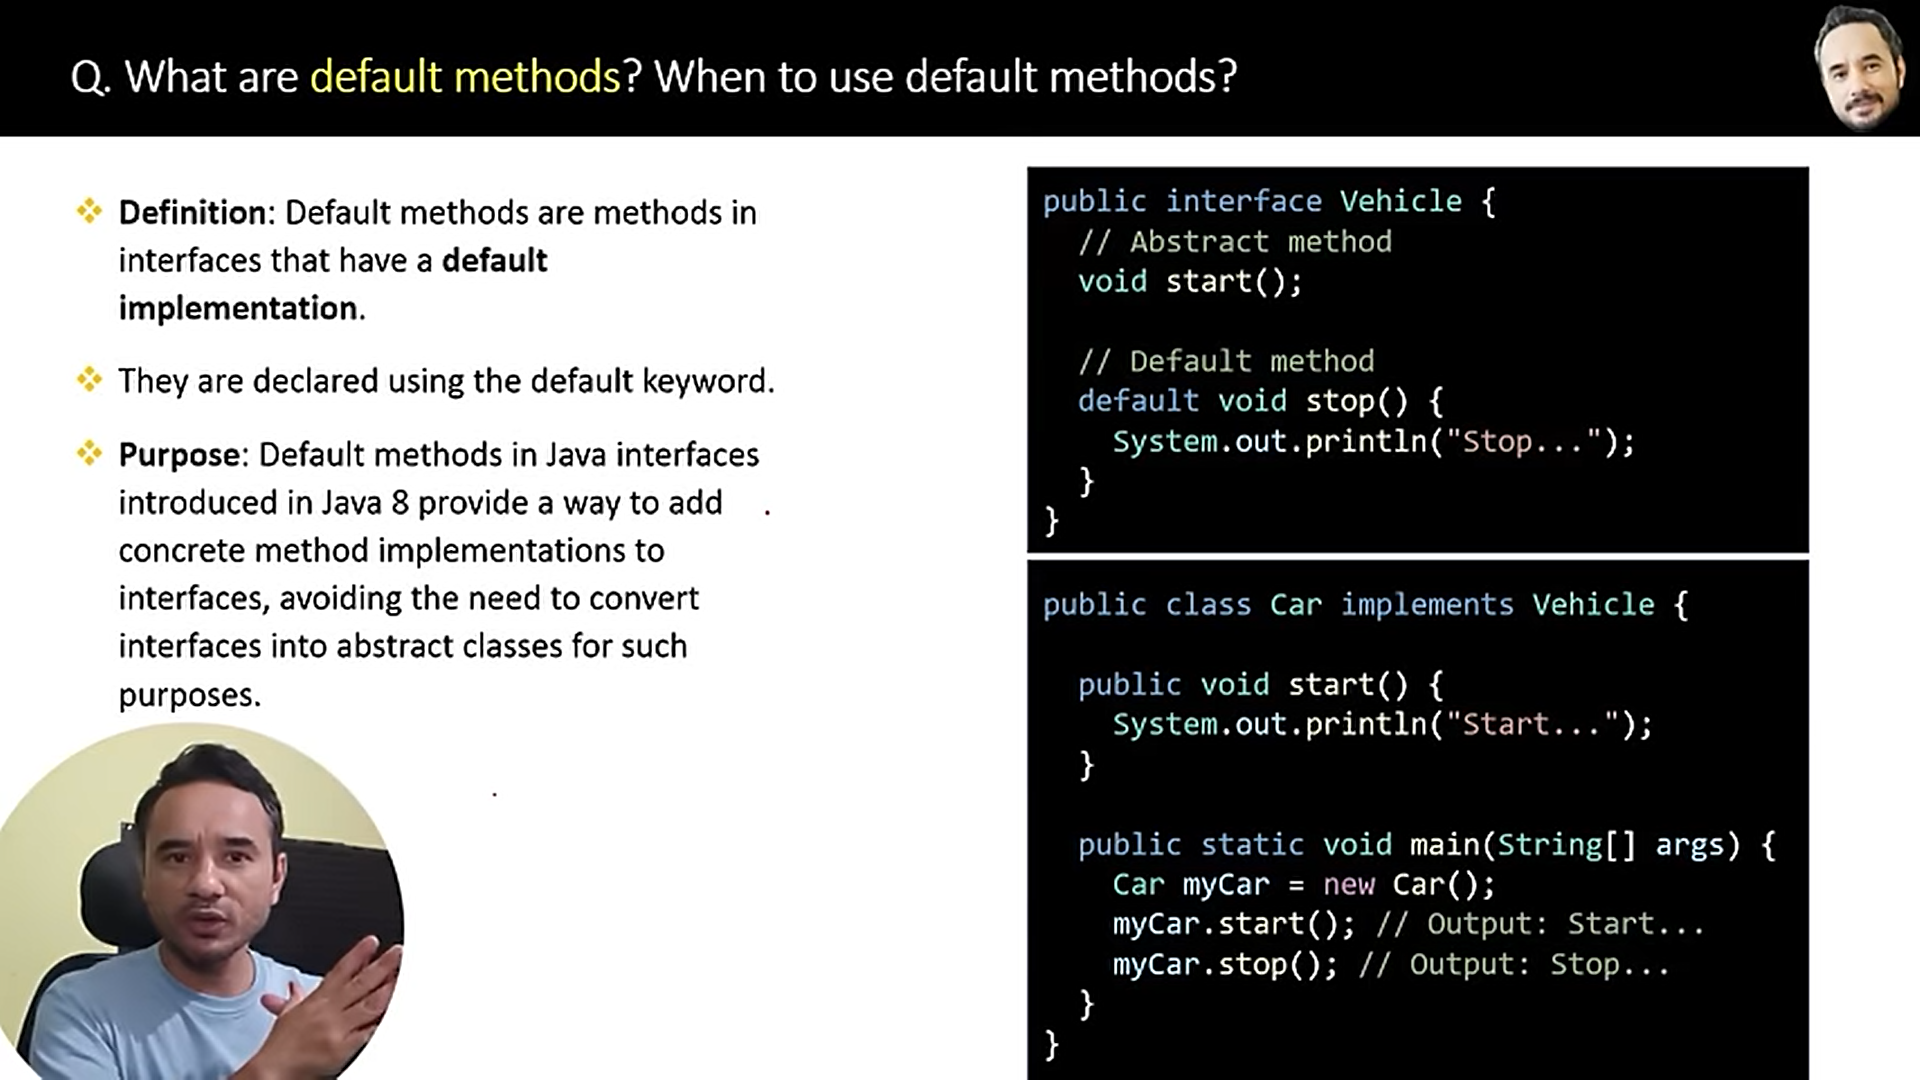 Q. What are default methods? When to use default methods?
Definition: Default methods are methods in
interfaces that have a default
implementation.
They are declared using the default keyword.
Purpose: Default methods in Java interfaces
introduced in Java 8 provide a way to add
concrete method implementations to
interfaces, avoiding the need to convert
interfaces into abstract classes for such
purposes.
public interface Vehicle {
  // Abstract method
  void start();
  // Default method
  default void stop() {
    System.out.println("Stop...");
  }
}
public class Car implements Vehicle {
  public void start() {
    System.out.println("Start...");
  }
  public static void main(String[] args) {
    Car myCar = new Car();
    myCar.start(); // Output: Start...
    myCar.stop(); // Output: Stop...
  }
}